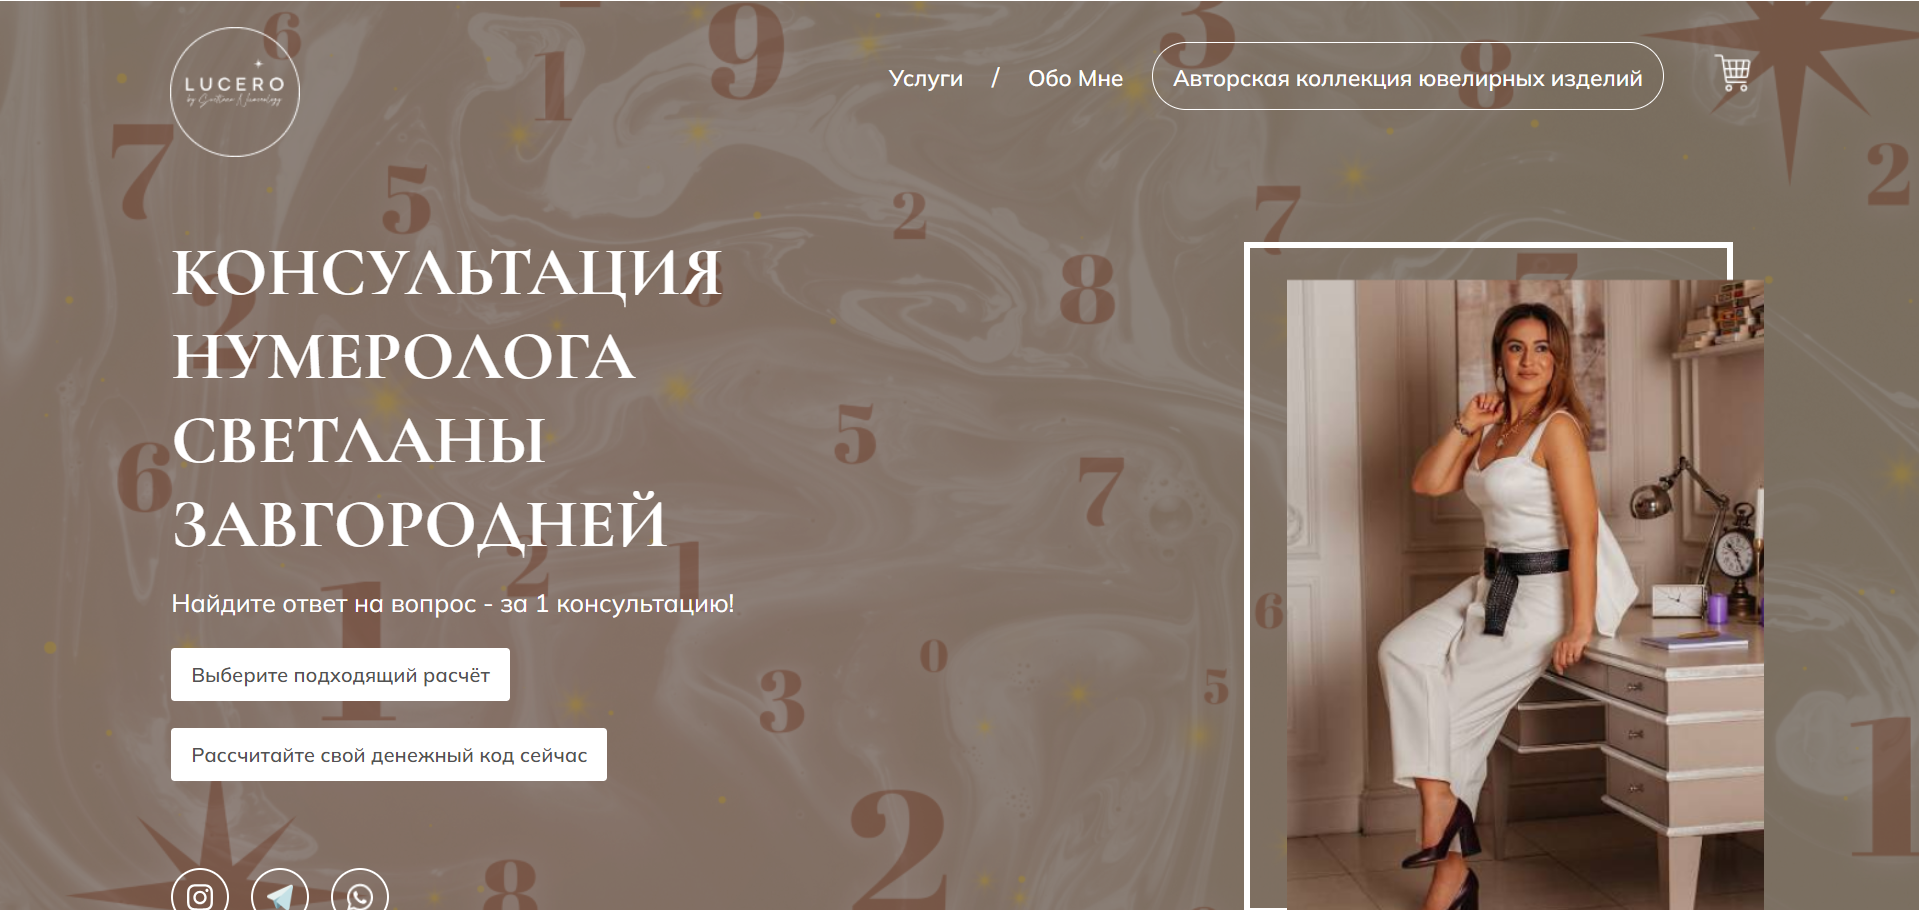 LUCERO
by Svetlana Numerology
Услуги / Обо Мне Авторская коллекция ювелирных изделий
КОНСУЛЬТАЦИЯ
НУМЕРОЛОГА
СВЕТЛАНЫ
ЗАВГОРОДНЕЙ
Найдите ответ на вопрос - за 1 консультацию!
Выберите подходящий расчёт
Рассчитайте свой денежный код сейчас